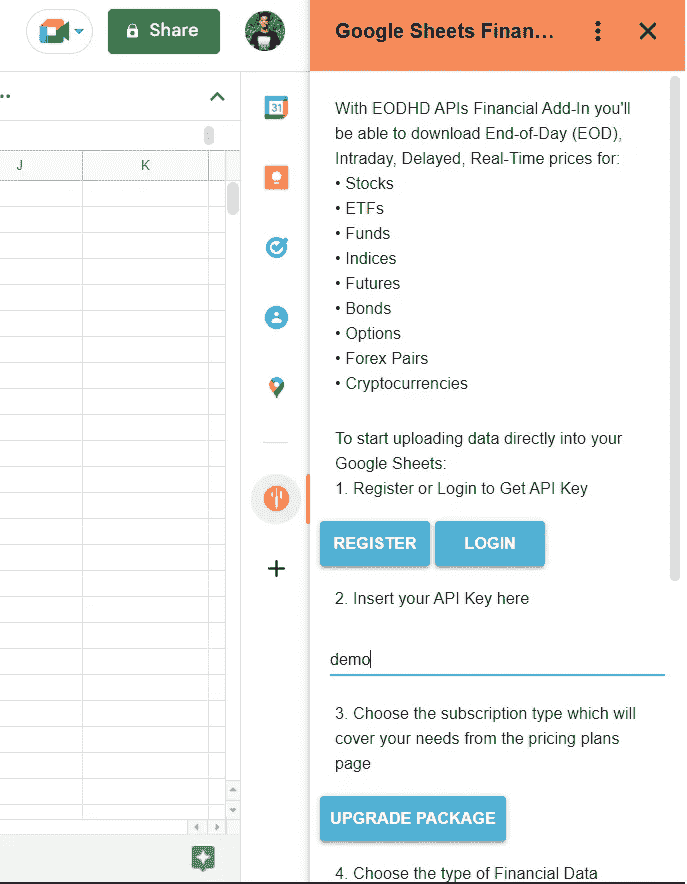 Share
Google Sheets Finan...
J
K
31
With EODHD APIs Financial Add-In you'll
be able to download End-of-Day (EOD),
Intraday, Delayed, Real-Time prices for:
• Stocks
• ETFs
• Funds
• Indices
• Futures
• Bonds
• Options
• Forex Pairs
• Cryptocurrencies
To start uploading data directly into your
Google Sheets:
1. Register or Login to Get API Key
REGISTER LOGIN
2. Insert your API Key here
demo
3. Choose the subscription type which will
cover your needs from the pricing plans
page
UPGRADE PACKAGE
4. Choose the type of Financial Data